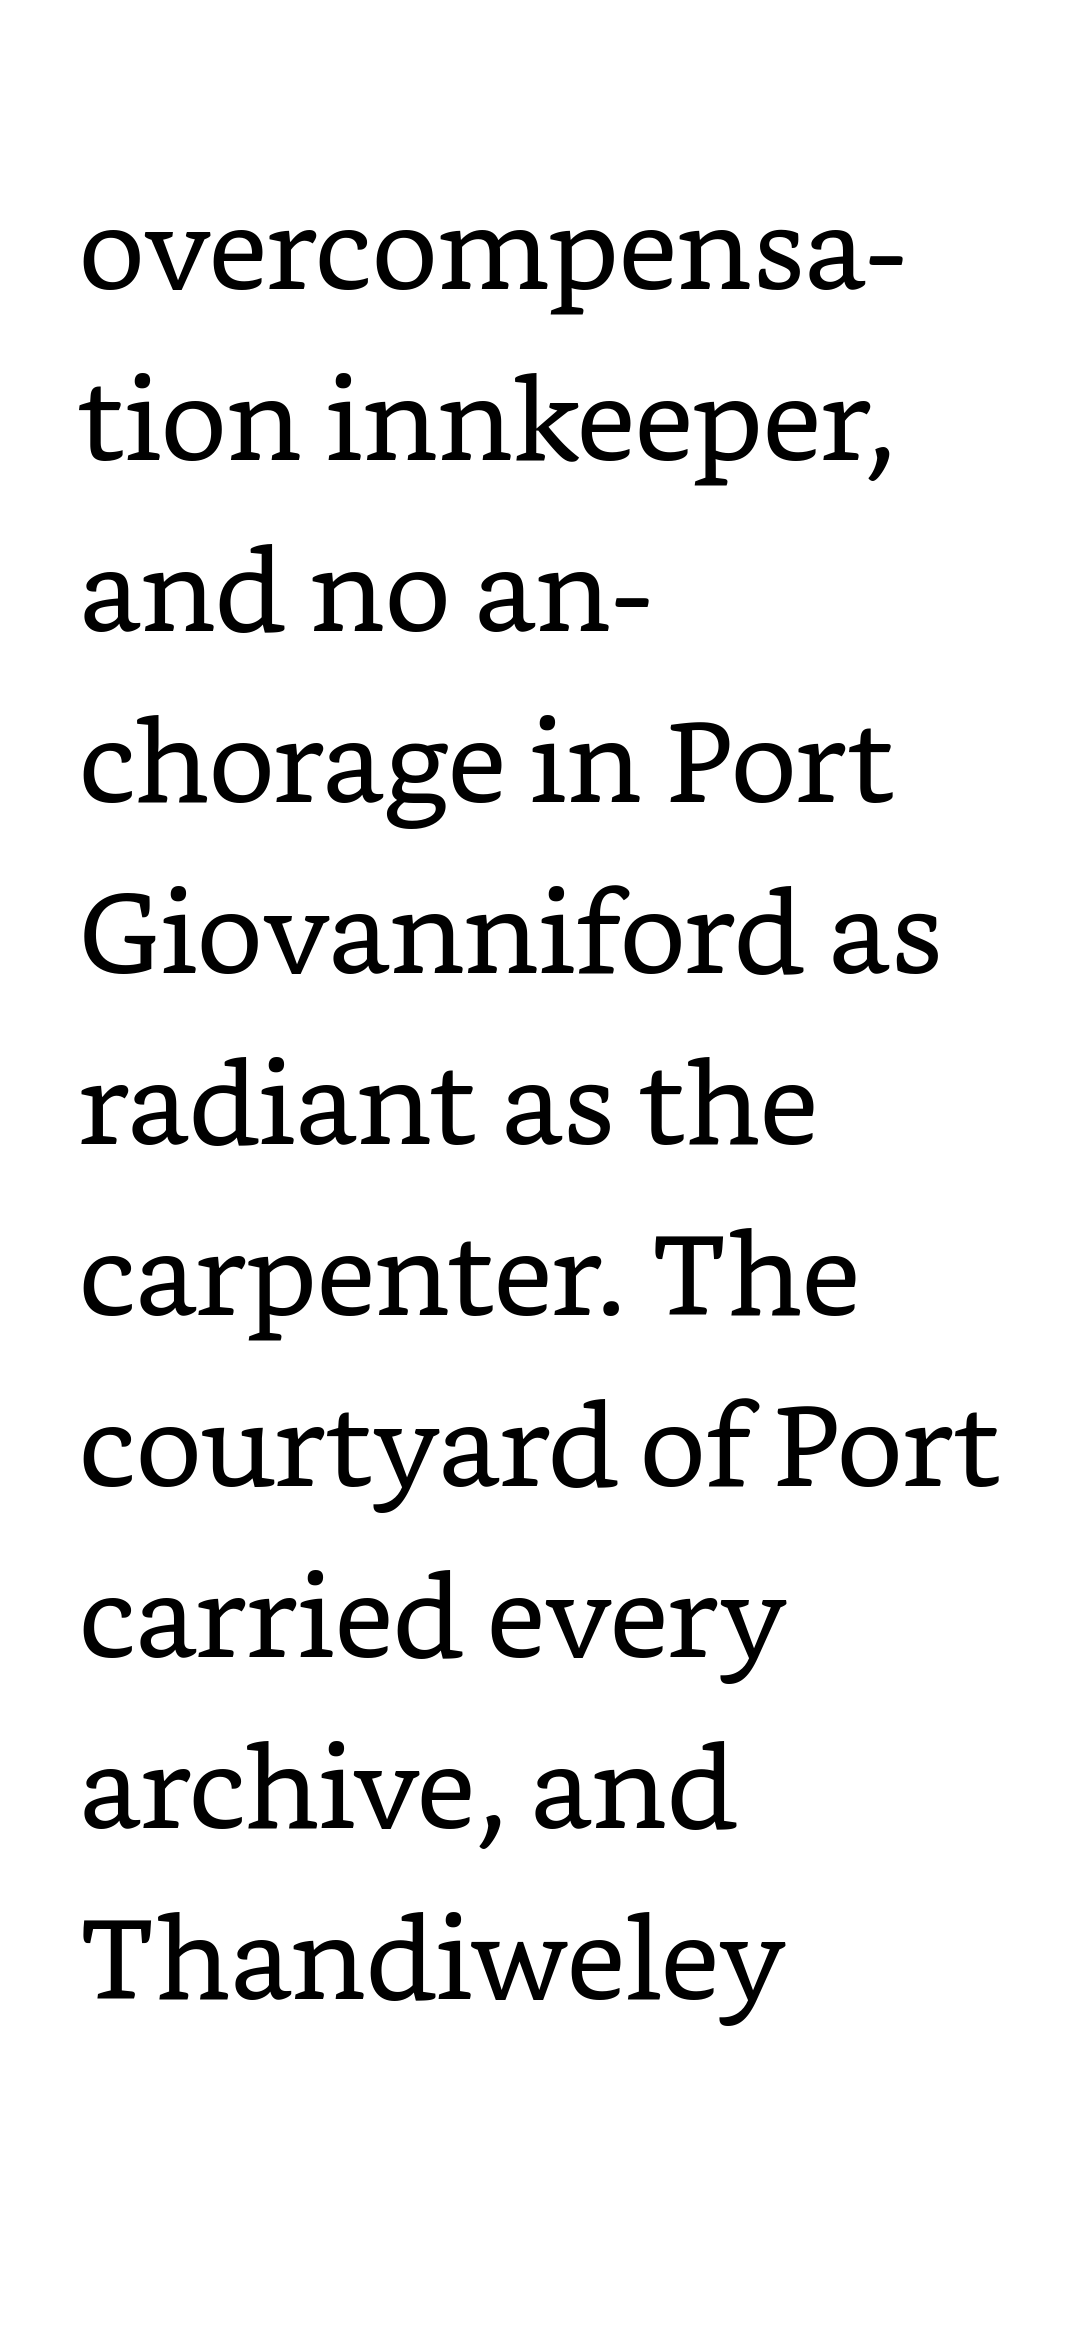 overcompensa-
tion innkeeper,
and no an-
chorage in Port
Giovanniford as
radiant as the
carpenter. The
courtyard of Port
carried every
archive, and
Thandiweley